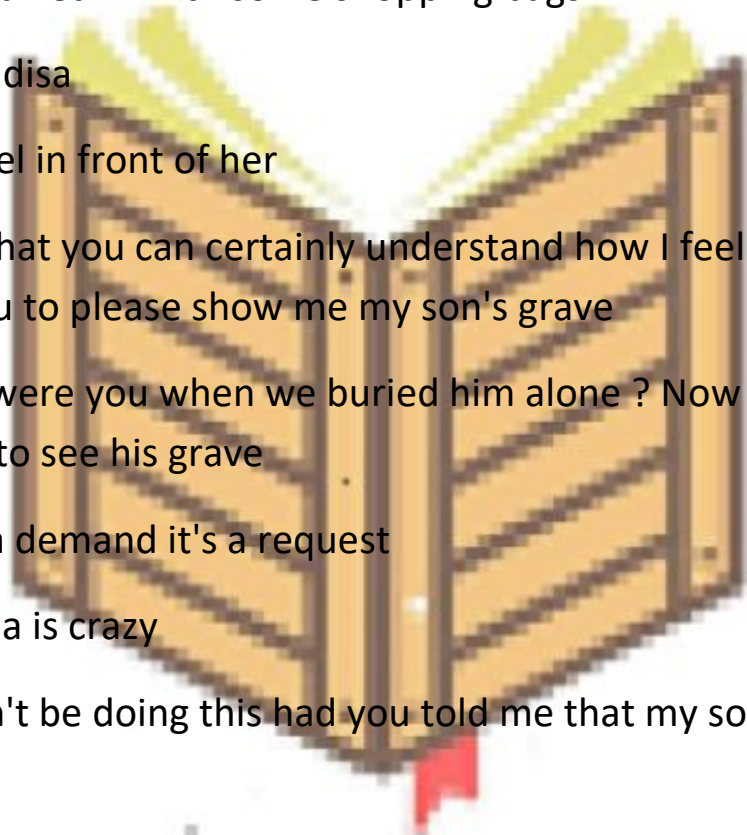 disa
el in front of her
hat you can certainly understand how I feel
u to please show me my son's grave
were you when we buried him alone ? Now
to see his grave
demand it's a request
a is crazy
n't be doing this had you told me that my so